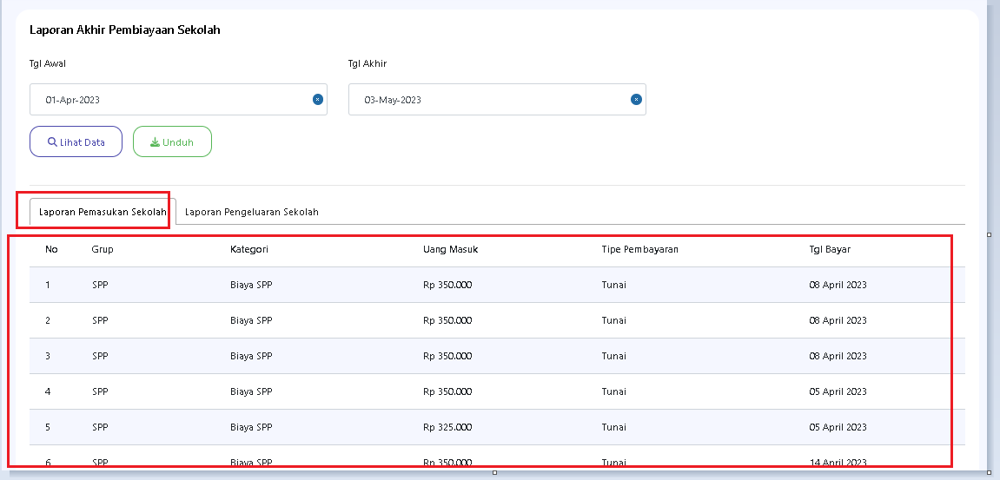 Laporan Akhir Pembiayaan Sekolah
Tgl Awal Tgl Akhir
01-Apr-2023 03-May-2023
Lihat Data Unduh
Laporan Pemasukan Sekolah Laporan Pengeluaran Sekolah
No Grup Kategori Uang Masuk Tipe Pembayaran Tgl Bayar
1 SPP Biaya SPP Rp 350.000 Tunai 08 April 2023
2 SPP Biaya SPP Rp 350.000 Tunai 08 April 2023
3 SPP Biaya SPP Rp 350.000 Tunai 08 April 2023
4 SPP Biaya SPP Rp 350.000 Tunai 05 April 2023
5 SPP Biaya SPP Rp 325.000 Tunai 05 April 2023
6 SPP Biaya SPP Rp 350.000 Tunai 14 April 2023